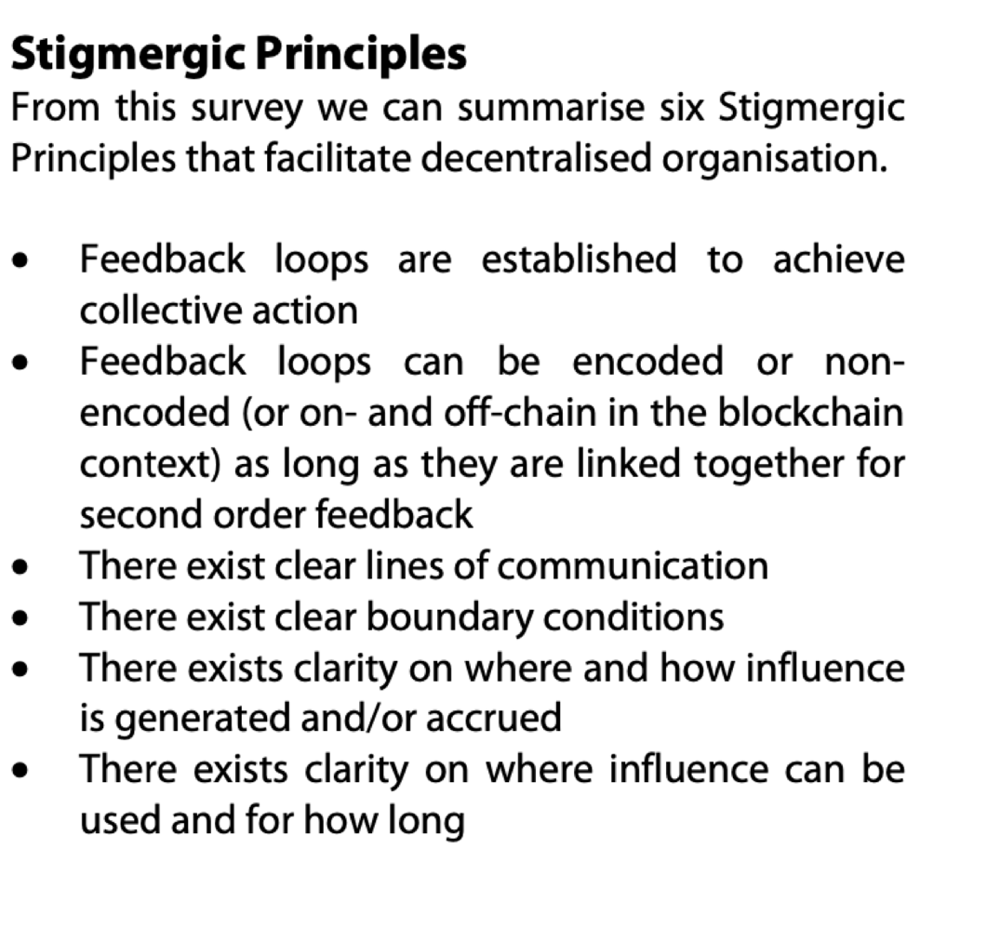 Stigmergic Principles
From this survey we can summarise six Stigmergic
Principles that facilitate decentralised organisation.
• Feedback loops are established to achieve
collective action
• Feedback loops can be encoded or non-
encoded (or on- and off-chain in the blockchain
context) as long as they are linked together for
second order feedback
• There exist clear lines of communication
• There exist clear boundary conditions
• There exists clarity on where and how influence
is generated and/or accrued
• There exists clarity on where influence can be
used and for how long